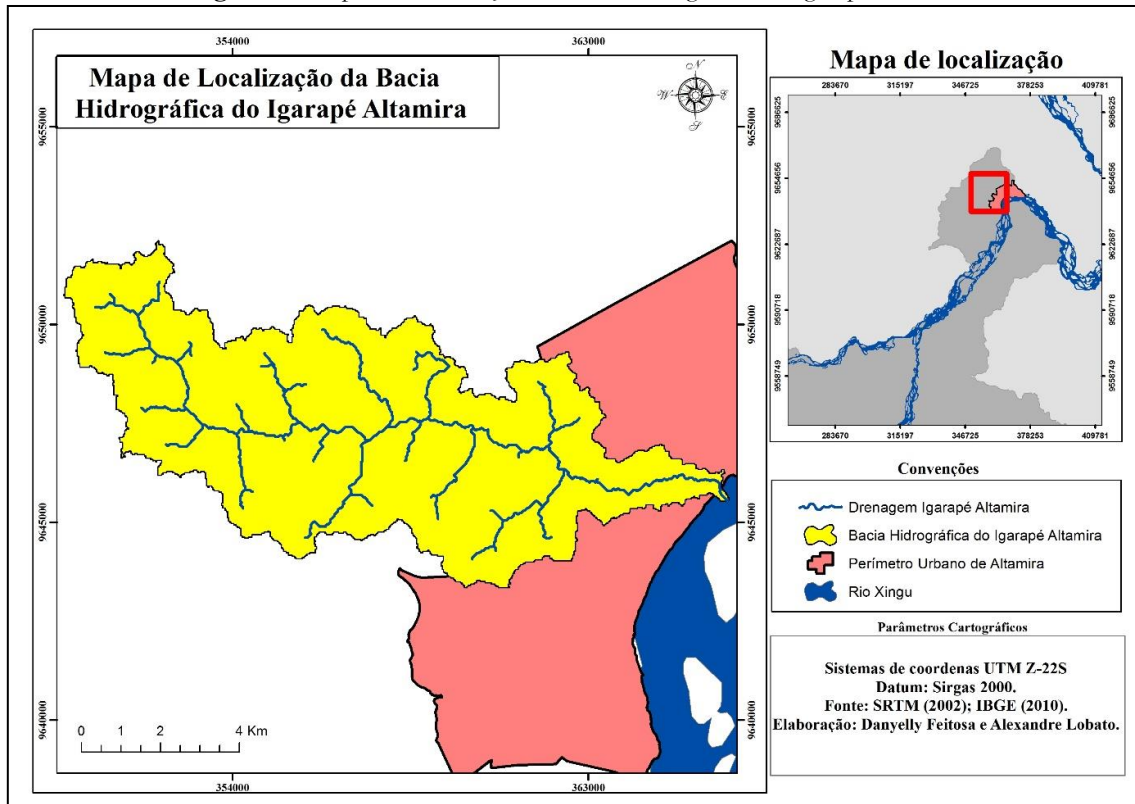 354000
363000
Mapa de Localização da Bacia
Hidrográfica do Igarapé Altamira
N
W
E
S
9655000
9650000
9645000
9640000
9655000
9650000
9645000
9640000
0 1 2 4 Km
354000
363000
Mapa de localização
283670 315197 346725 378253 409781
9686625
9654656
9622687
9590718
9558749
9686625
9654656
9622687
9590718
9558749
283670 315197 346725 378253 409781
Convenções
Drenagem Igarapé Altamira
Bacia Hidrográfica do Igarapé Altamira
Perímetro Urbano de Altamira
Rio Xingu
Parâmetros Cartográficos
Sistemas de coordenas UTM Z-22S
Datum: Sirgas 2000.
Fonte: SRTM (2002); IBGE (2010).
Elaboração: Danyelly Feitosa e Alexandre Lobato.